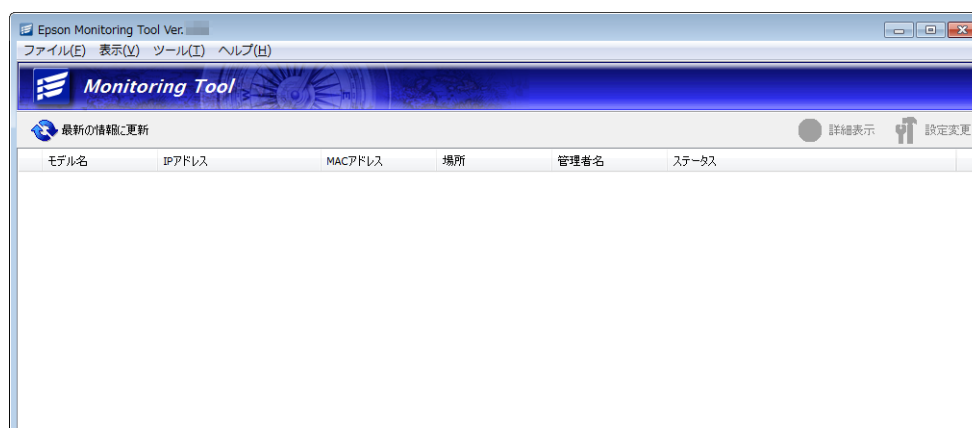 Epson Monitoring Tool Ver.
ファイル(F) 表示(V) ツール(T) ヘルプ(H)
Monitoring Tool
最新の情報に更新 詳細表示 設定変更
モデル名 IPアドレス MACアドレス 場所 管理者名 ステータス